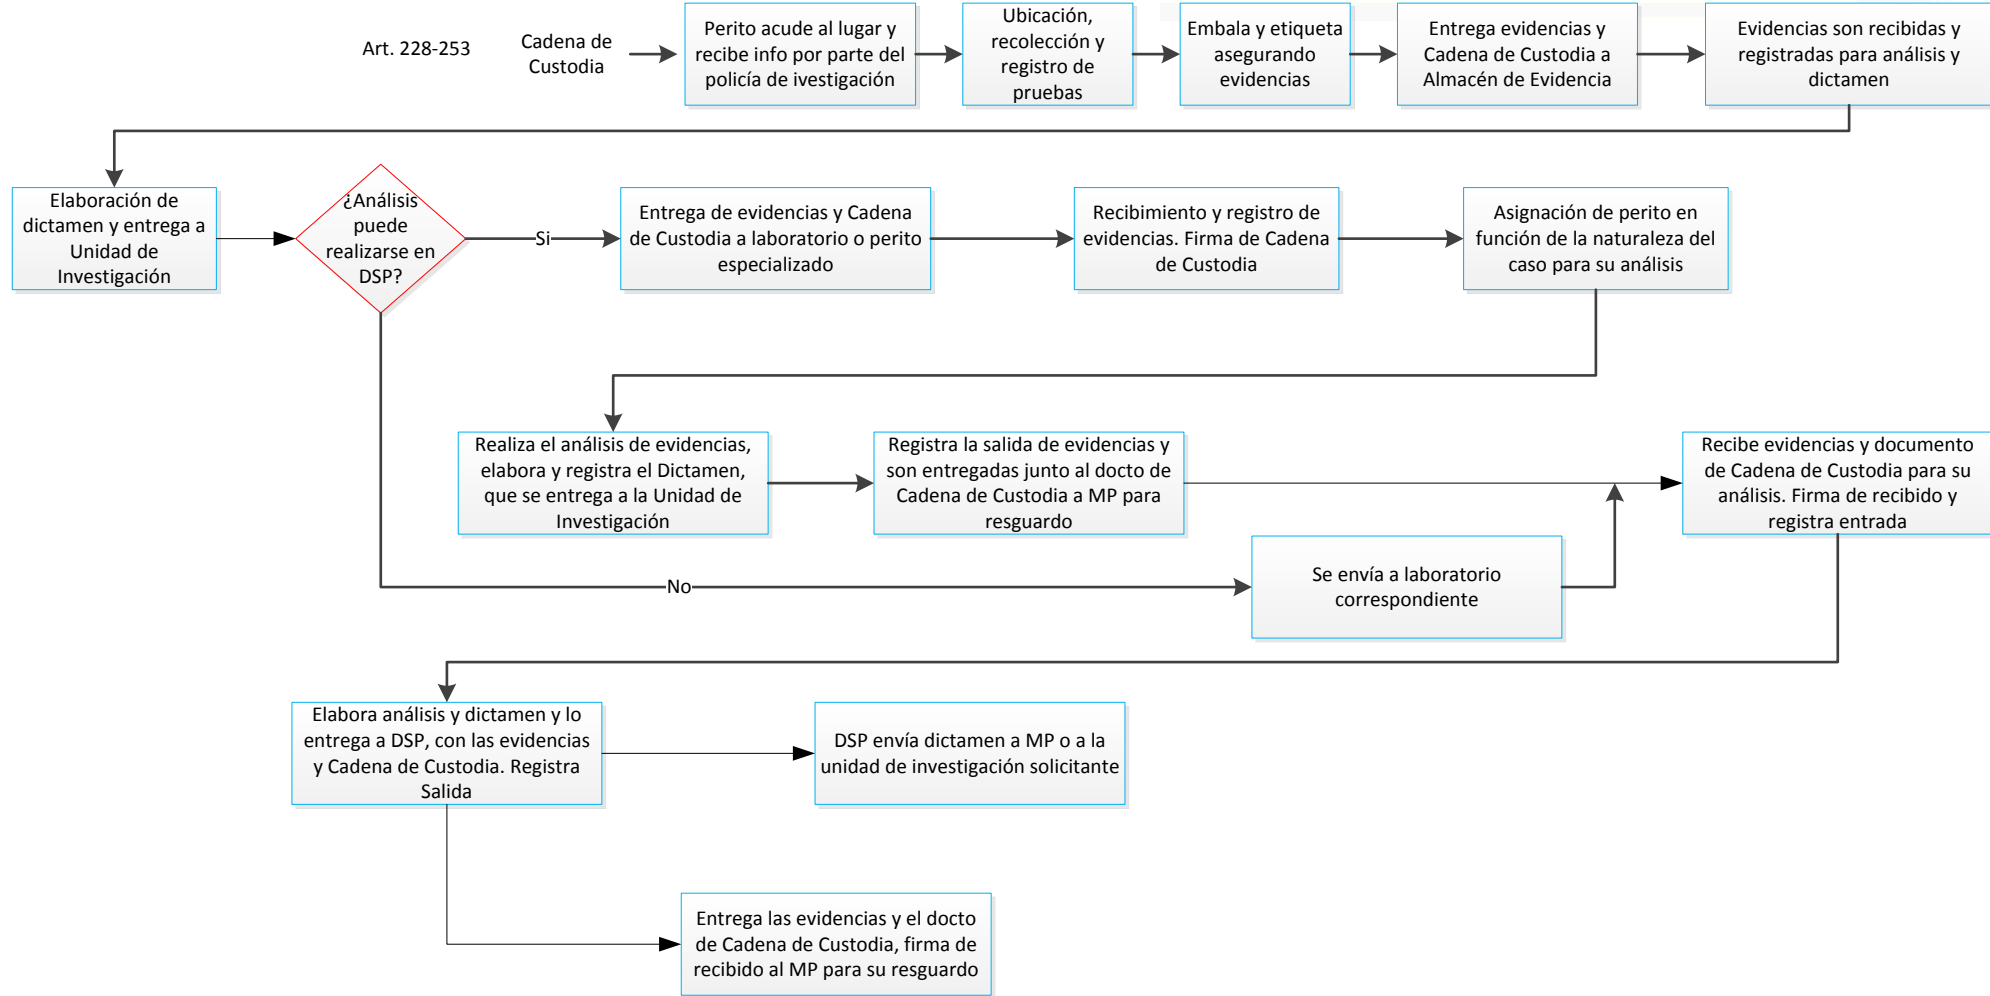 Art. 228-253
Cadena de
Custodia
Perito acude al lugar y
recibe info por parte del
policía de ivestigación
Ubicación,
recolección y
registro de
pruebas
Embala y etiqueta
asegurando
evidencias
Entrega evidencias y
Cadena de Custodia a
Almacén de Evidencia
Evidencias son recibidas y
registradas para análisis y
dictamen
Elaboración de
dictamen y entrega a
Unidad de
Investigación
¿Análisis
puede
realizarse en
DSP?
Si
Entrega de evidencias y Cadena
de Custodia a laboratorio o perito
especializado
Recibimiento y registro de
evidencias. Firma de Cadena
de Custodia
Asignación de perito en
función de la naturaleza del
caso para su análisis
Realiza el análisis de evidencias,
elabora y registra el Dictamen,
que se entrega a la Unidad de
Investigación
Registra la salida de evidencias y
son entregadas junto al docto de
Cadena de Custodia a MP para
resguardo
Recibe evidencias y documento
de Cadena de Custodia para su
análisis. Firma de recibido y
registra entrada
No
Se envía a laboratorio
correspondiente
Elabora análisis y dictamen y lo
entrega a DSP, con las evidencias
y Cadena de Custodia. Registra
Salida
DSP envía dictamen a MP o a la
unidad de investigación solicitante
Entrega las evidencias y el docto
de Cadena de Custodia, firma de
recibido al MP para su resguardo